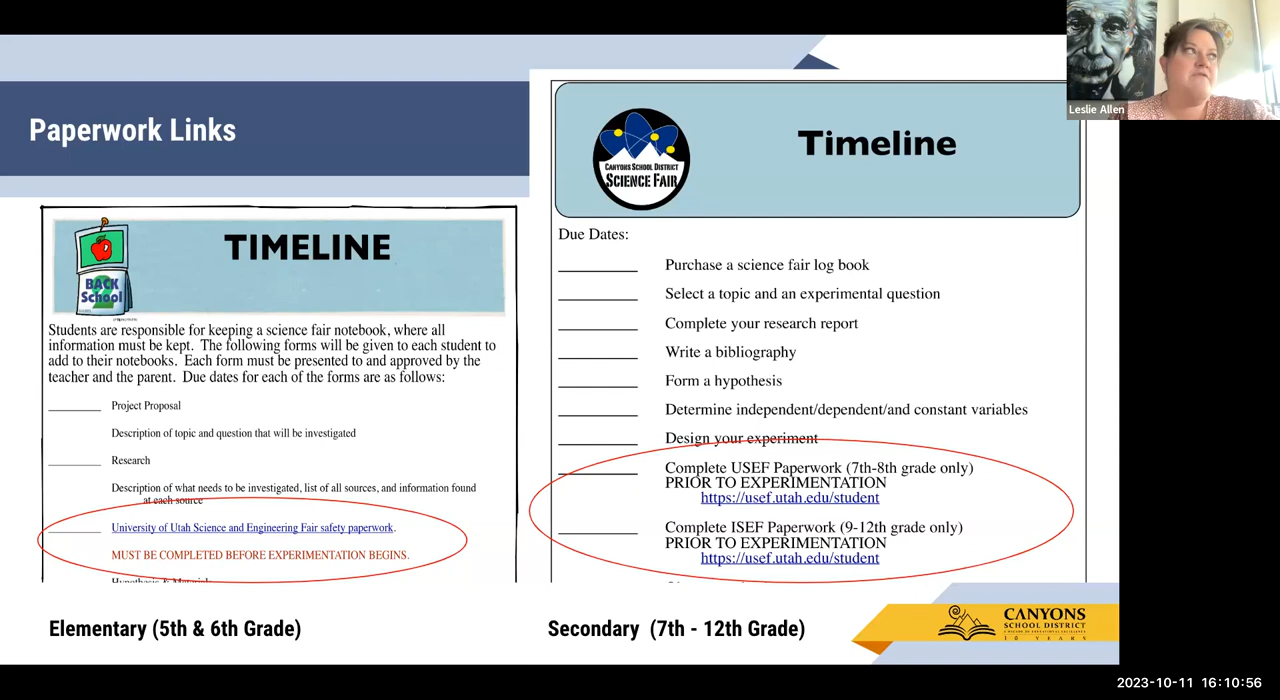 Paperwork Links
TIMELINE
BACK
2
School
Students are responsible for keeping a science fair notebook, where all
information must be kept. The following forms will be given to each student to
add to their notebooks. Each form must be presented to and approved by the
teacher and the parent. Due dates for each of the forms are as follows:
Project Proposal
Description of topic and question that will be investigated
Research
Description of what needs to be investigated, list of all sources, and information found
at each source
University of Utah Science and Engineering Fair safety paperwork.
MUST BE COMPLETED BEFORE EXPERIMENTATION BEGINS.
Hypothesis & Materials
Elementary (5th & 6th Grade)
CANYONS SCHOOL DISTRICT
SCIENCE FAIR
Timeline
Due Dates:
Purchase a science fair log book
Select a topic and an experimental question
Complete your research report
Write a bibliography
Form a hypothesis
Determine independent/dependent/and constant variables
Design your experiment
Complete USEF Paperwork (7th-8th grade only)
PRIOR TO EXPERIMENTATION
https://usef.utah.edu/student
Complete ISEF Paperwork (9-12th grade only)
PRIOR TO EXPERIMENTATION
https://usef.utah.edu/student
Secondary (7th - 12th Grade)
CANYONS
SCHOOL DISTRICT
10 YEARS
Leslie Allen
2023-10-11 16:10:56